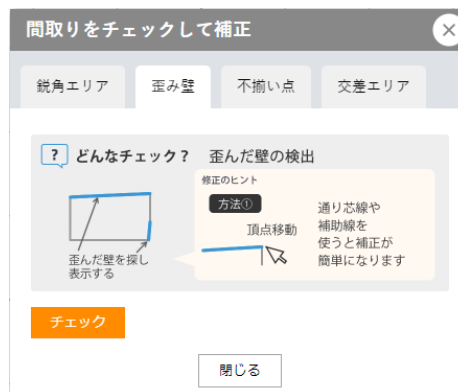 間取りをチェックして補正
鋭角エリア
歪み壁
不揃い点
交差エリア
? どんなチェック? 歪んだ壁の検出
修正のヒント
方法①
頂点移動
通り芯線や
補助線を
使うと補正が
簡単になります
歪んだ壁を探し
表示する
チェック
閉じる